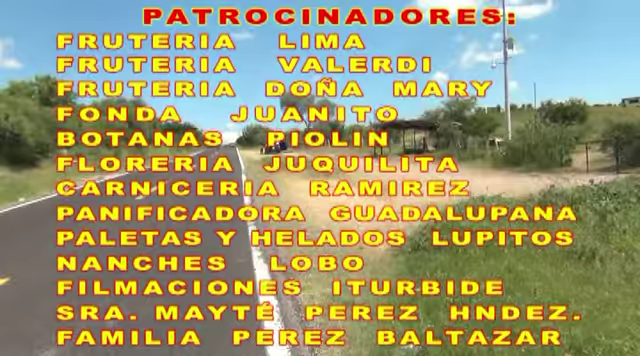 PATROCINADORES:
FRUTERIA LIMA
FRUTERIA VALERDI
FRUTERIA DOÑA MARY
FONDA JUANITO
BOTANAS PIOLIN
FLORERIA JUQUILITA
CARNICERIA RAMIREZ
PANIFICADORA GUADALUPANA
PALETAS Y HELADOS LUPITOS
NANCHES LOBO
FILMACIONES ITURBIDE
SRA. MAYTÉ PEREZ HNDEZ.
FAMILIA PEREZ BALTAZAR